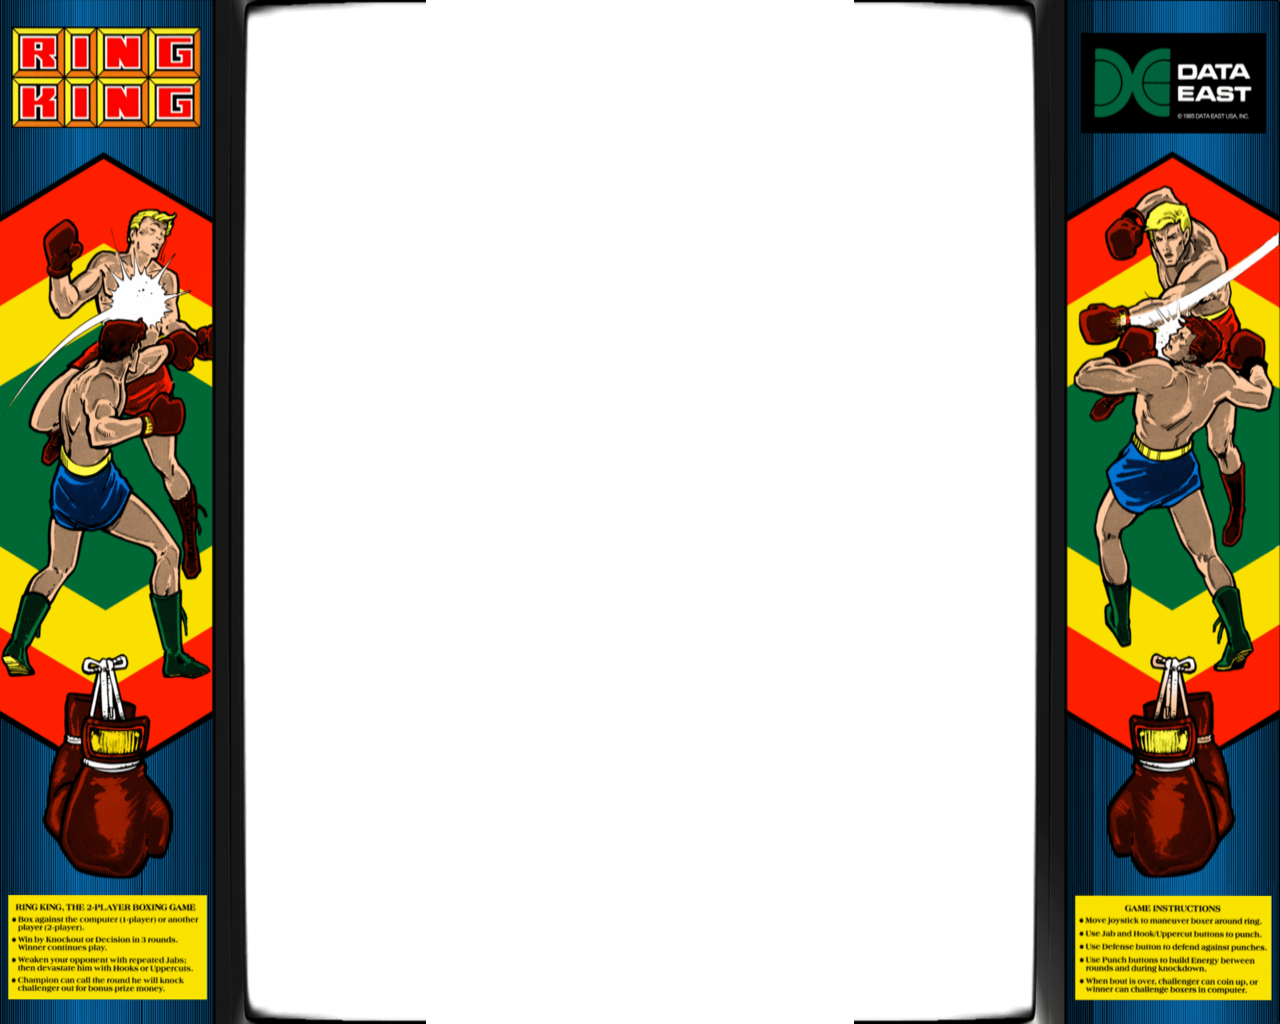 RING
KING
RING KING, THE 2-PLAYER BOXING GAME
• Box against the computer (1-player) or another
player (2-player).
• Win by Knockout or Decision in 3 rounds.
Winner continues play.
• Weaken your opponent with repeated Jabs;
then devastate him with Hooks or Uppercuts.
• Champion can call the round he will knock
challenger out for bonus prize money.
DATA
EAST
© 1985 DATA EAST USA, INC.
GAME INSTRUCTIONS
• Move joystick to maneuver boxer around ring.
• Use Jab and Hook/Uppercut buttons to punch.
• Use Defense button to defend against punches.
• Use Punch buttons to build Energy between
rounds and during knockdown.
• When bout is over, challenger can coin up, or
winner can challenge boxers in computer.